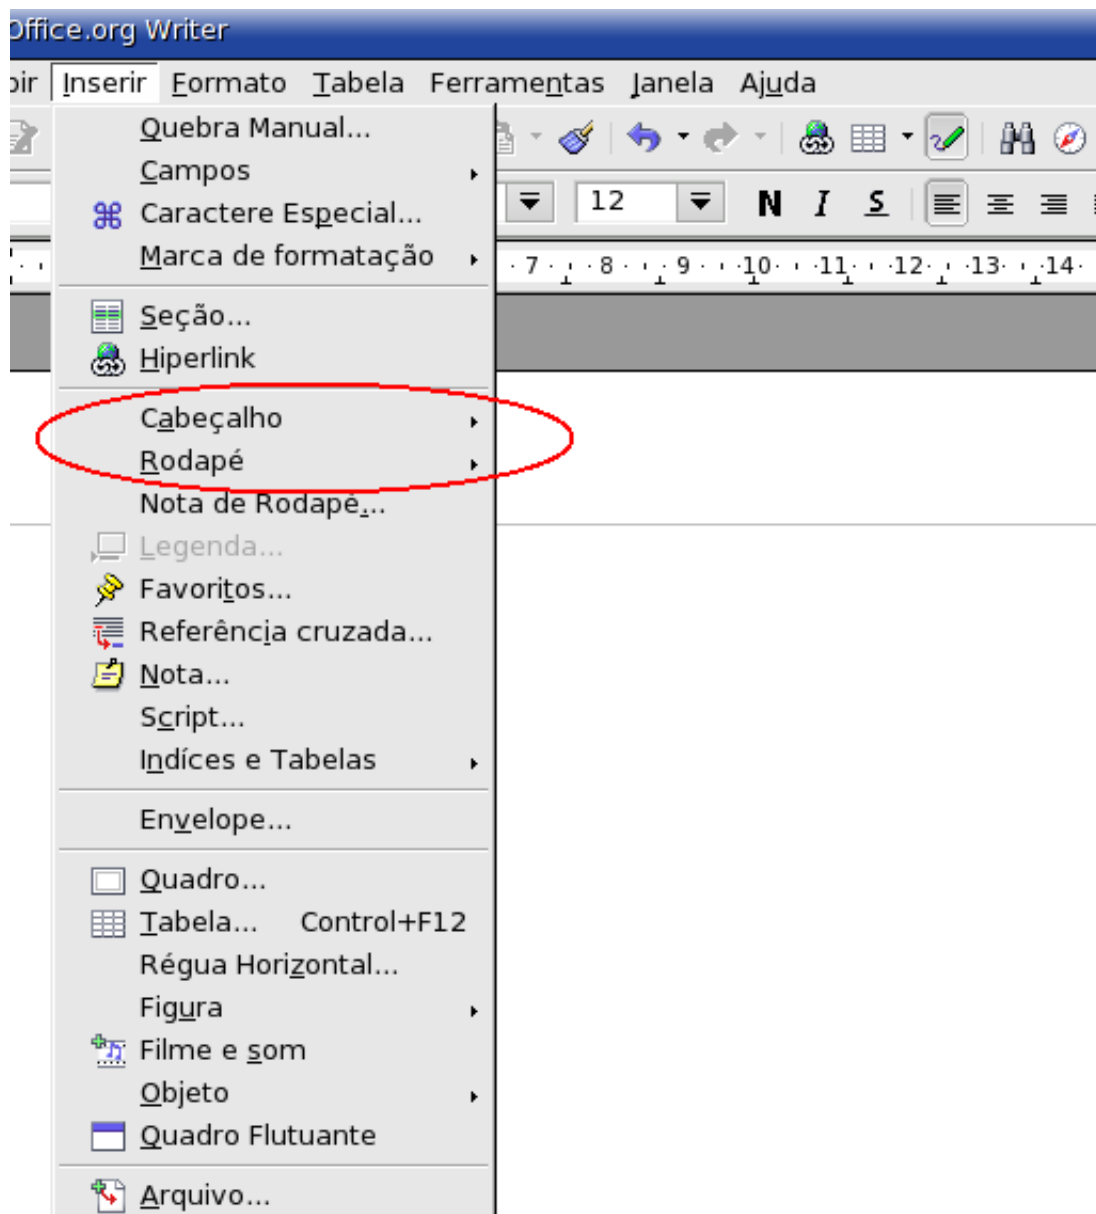 Office.org Writer
bir Inserir Formato Tabela Ferramentas Janela Ajuda
Quebra Manual...
Campos
12 N I S
Caractere Especial...
Marca de formatação
7 8 9 10 11 12 13 14
Seção...
Hiperlink
Cabeçalho
Rodapé
Nota de Rodapé...
Legenda...
Favoritos...
Referência cruzada...
Nota...
Script...
Indíces e Tabelas
Envelope...
Quadro...
Tabela... Control+F12
Régua Horizontal...
Figura
Filme e som
Objeto
Quadro Flutuante
Arquivo...